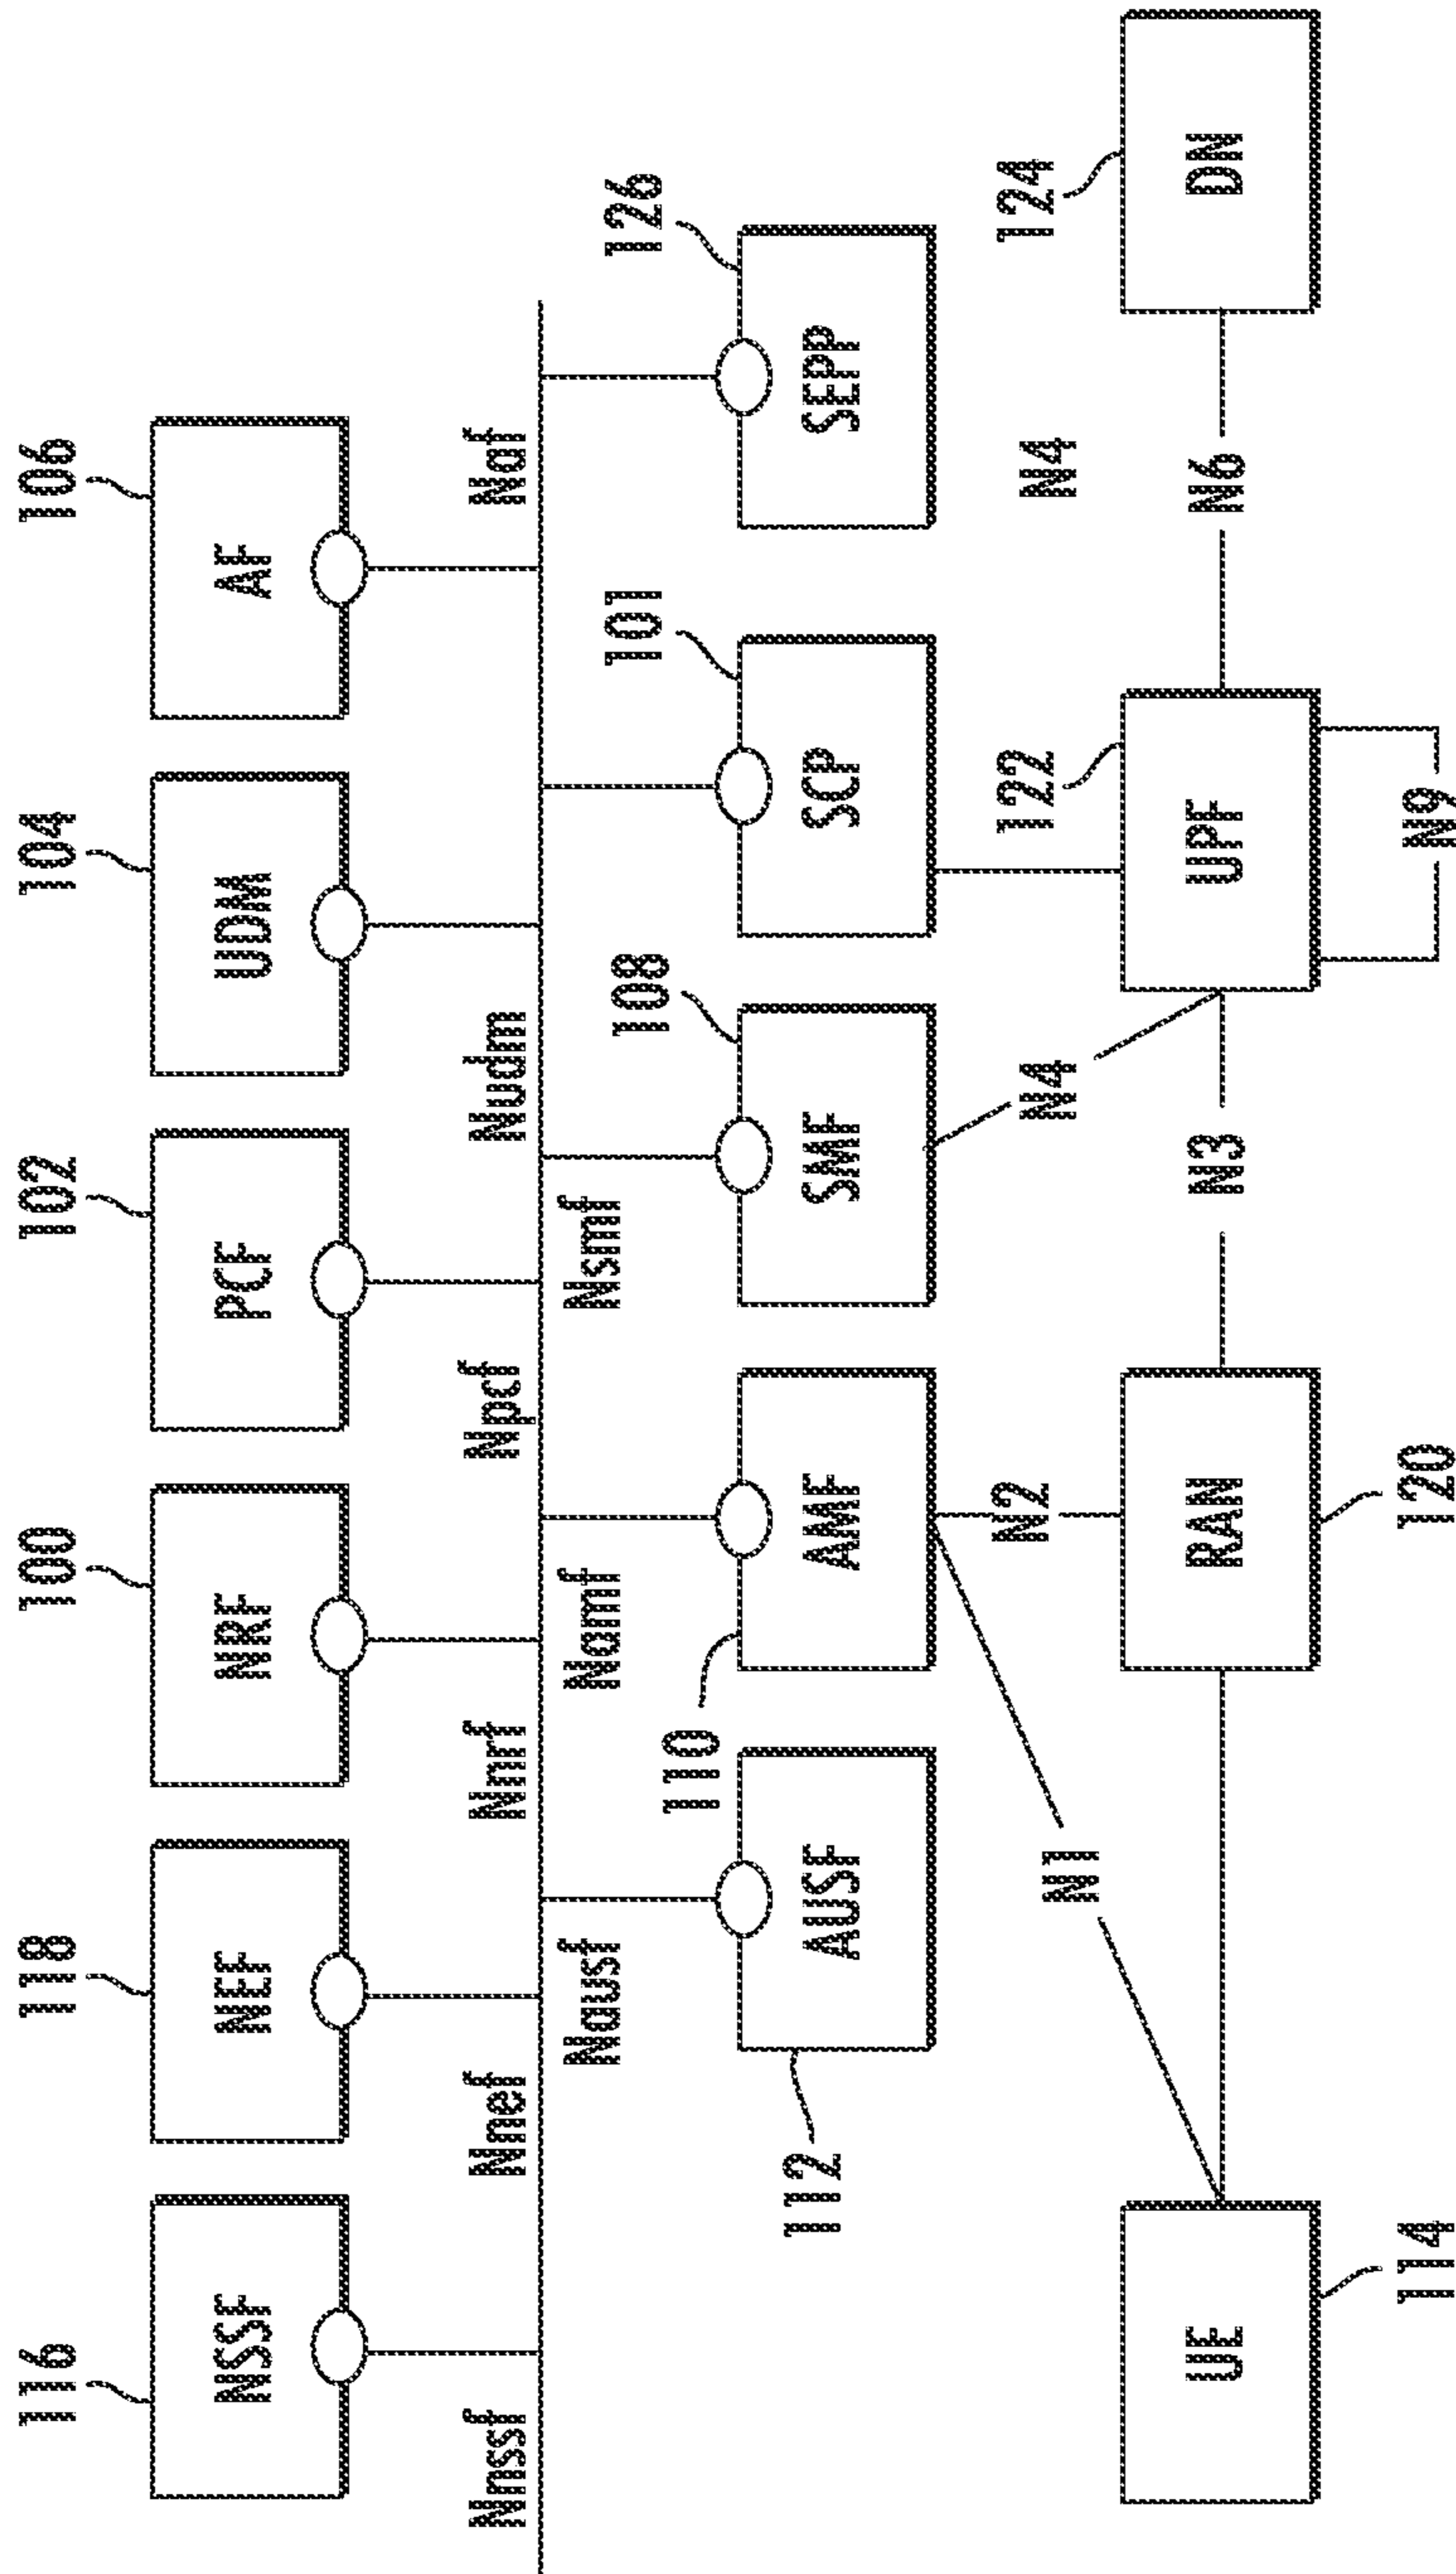 116
118
100
102
104
106
NSSF
NEF
NRF
PCF
UDM
AF
Nnssf
Nnef
Nnrf
Npcf
Nudm
Naf
Nausf
Namf
Nsmf
112
110
108
101
126
AUSF
AMF
SMF
SCP
SEPP
N1
N2
N4
122
N4
124
UE
RAN
N3
UPF
N6
DN
114
120
N9